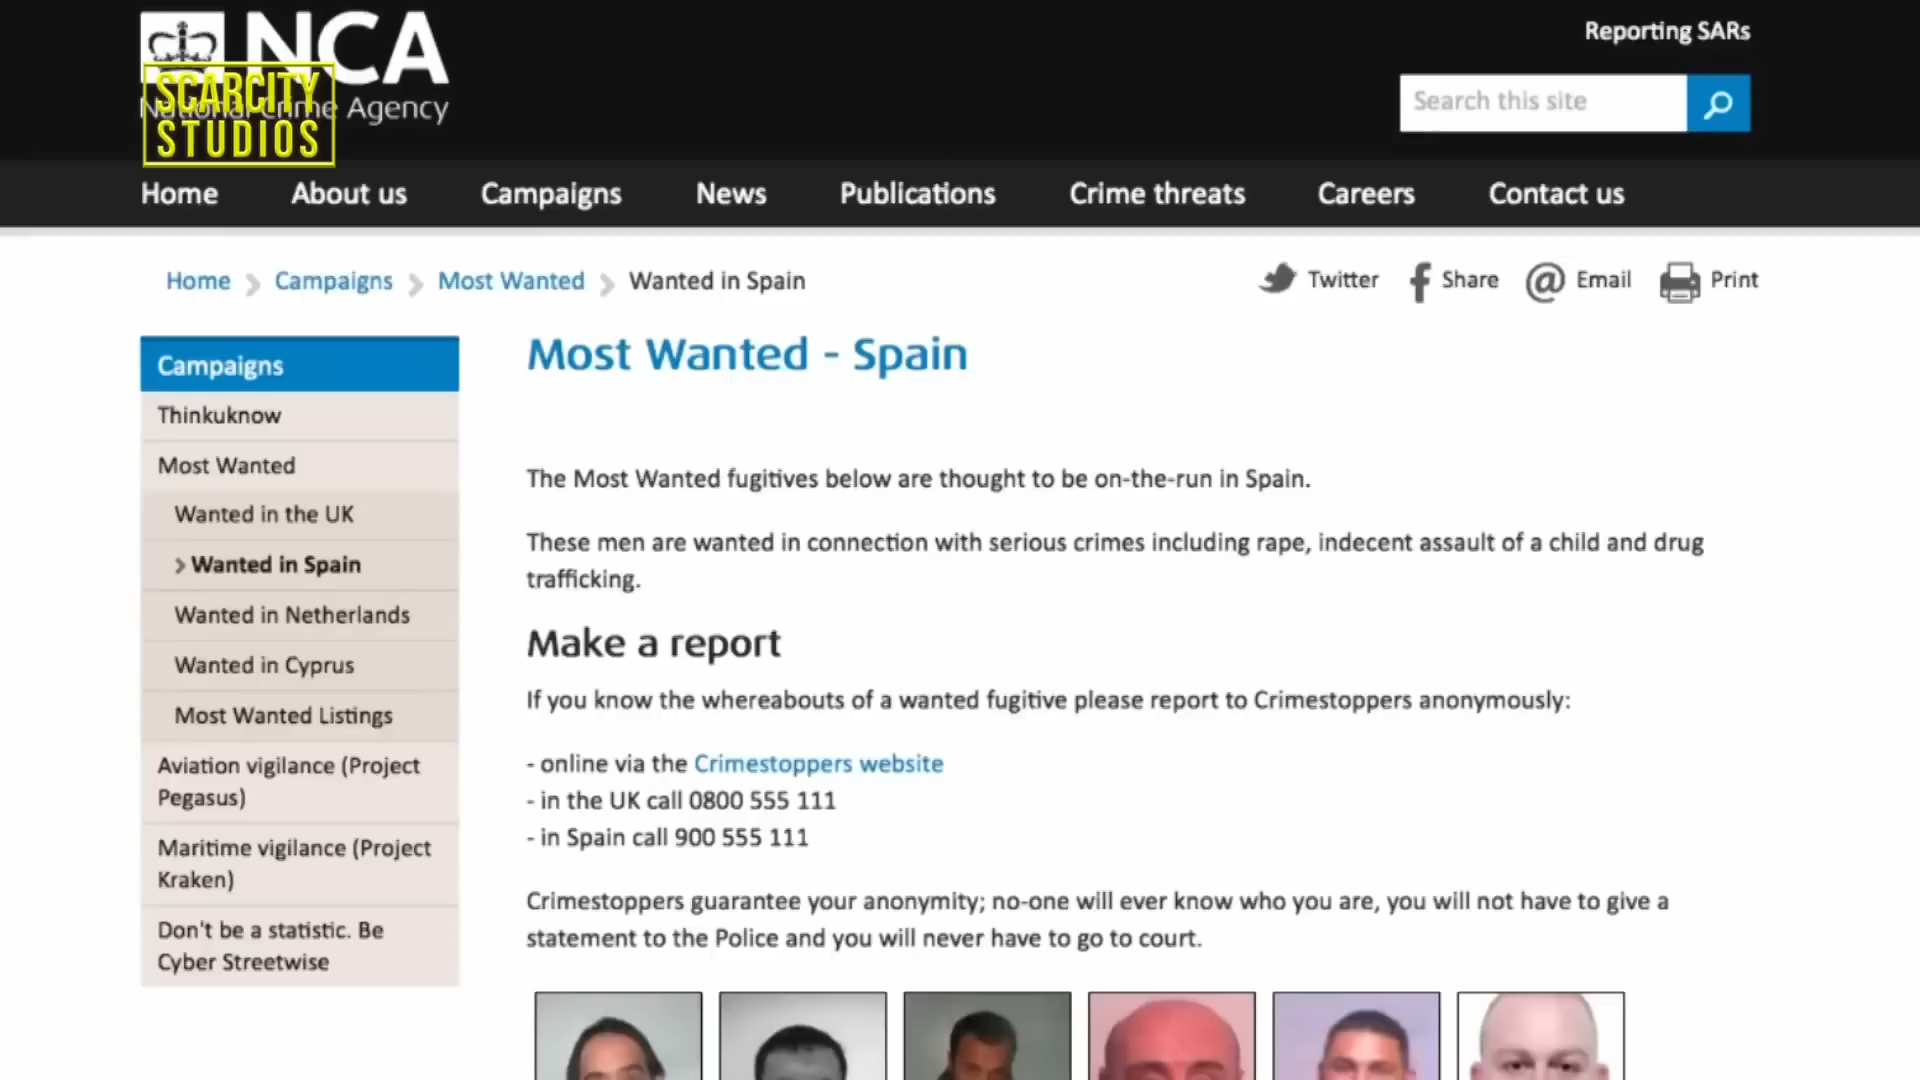 NCA
National Crime Agency
SCARCITY
STUDIOS
Reporting SARs
Search this site
Home About us Campaigns News Publications Crime threats Careers Contact us
Home Campaigns Most Wanted Wanted in Spain
Twitter Share Email Print
Campaigns
Thinkuknow
Most Wanted
Wanted in the UK
Wanted in Spain
Wanted in Netherlands
Wanted in Cyprus
Most Wanted Listings
Aviation vigilance (Project
Pegasus)
Maritime vigilance (Project
Kraken)
Don't be a statistic. Be
Cyber Streetwise
Most Wanted - Spain
The Most Wanted fugitives below are thought to be on-the-run in Spain.
These men are wanted in connection with serious crimes including rape, indecent assault of a child and drug
trafficking.
Make a report
If you know the whereabouts of a wanted fugitive please report to Crimestoppers anonymously:
- online via the Crimestoppers website
- in the UK call 0800 555 111
- in Spain call 900 555 111
Crimestoppers guarantee your anonymity; no-one will ever know who you are, you will not have to give a
statement to the Police and you will never have to go to court.